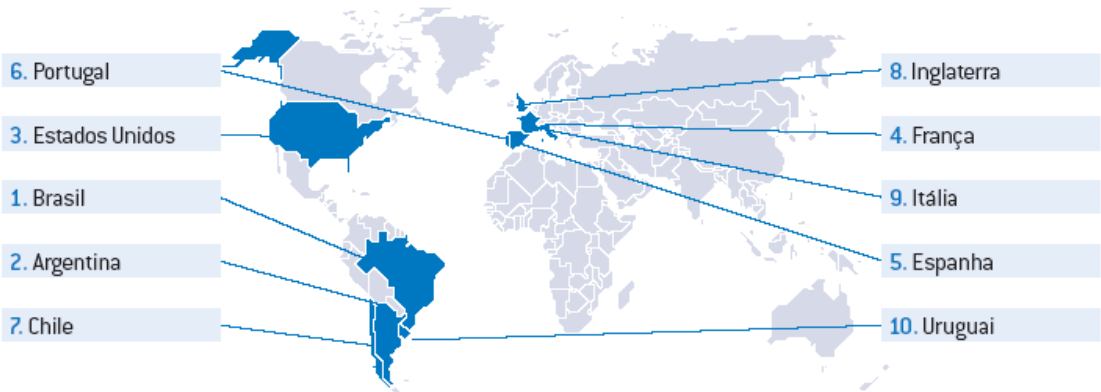 6. Portugal
3. Estados Unidos
1. Brasil
2. Argentina
7. Chile
8. Inglaterra
4. França
9. Itália
5. Espanha
10. Uruguai